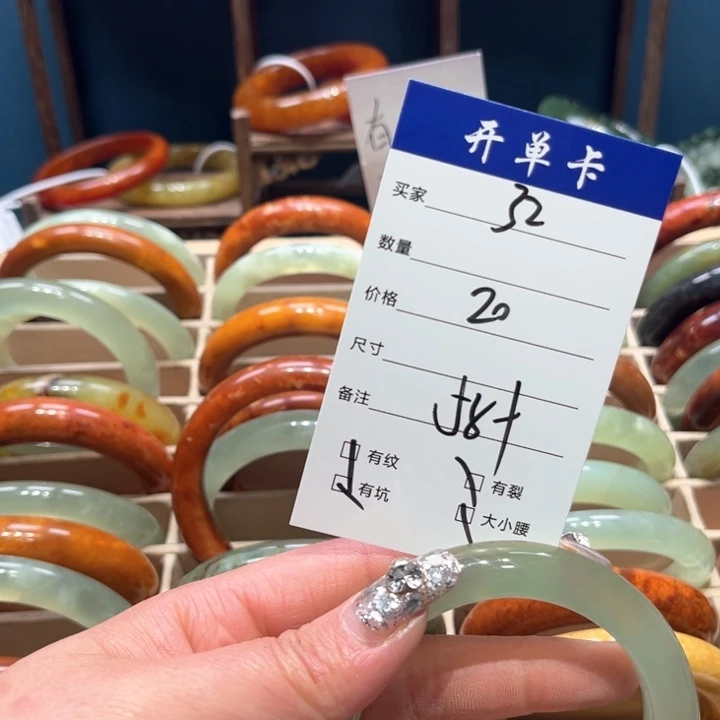 开单卡
买家 32
数量
价格 20
尺寸
备注
有纹 有裂
有坑 大小腰